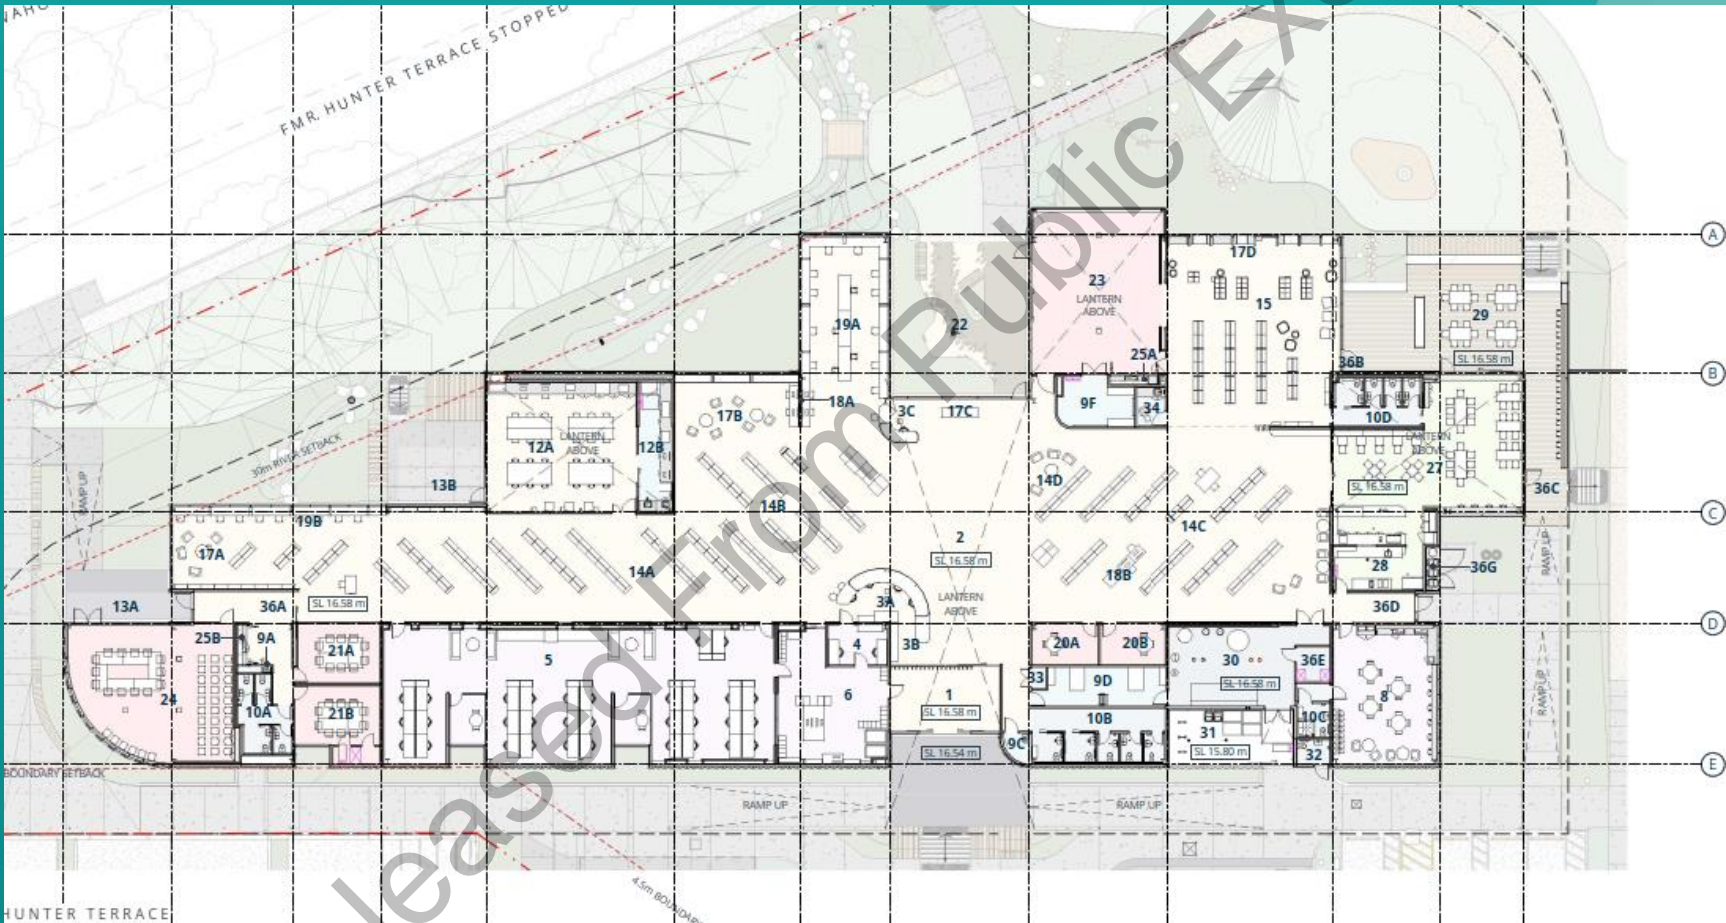 FMR. HUNTER TERRACE STOPPED
A
17D
23
LANTERN
ABOVE
15
19A
22
29
SL 16.58 m
25A
36B
B
18A
17B
3C
17C
9F
34
10D
12A
LANTERN
ABOVE
12B
LANTERN
ABOVE
27
30m RIVER SETBACK
RAMP UP
13B
14D
14B
SL 16.58 m
36C
C
19B
17A
14C
2
SL 16.58 m
14A
18B
28
36G
RAMP UP
13A
36A
SL 16.58 m
3A
LANTERN
ABOVE
36D
D
25B
9A
21A
5
4
3B
20A
20B
30
36E
33
9D
SL 16.58 m
24
10A
21B
6
1
SL 16.58 m
8
RAMP UP
10B
10C
31
9C
SL 16.54 m
SL 15.80 m
32
E
BOUNDARY SETBACK
RAMP UP
RAMP UP
4.5m BOUNDARY
HUNTER TERRACE
leased From Public